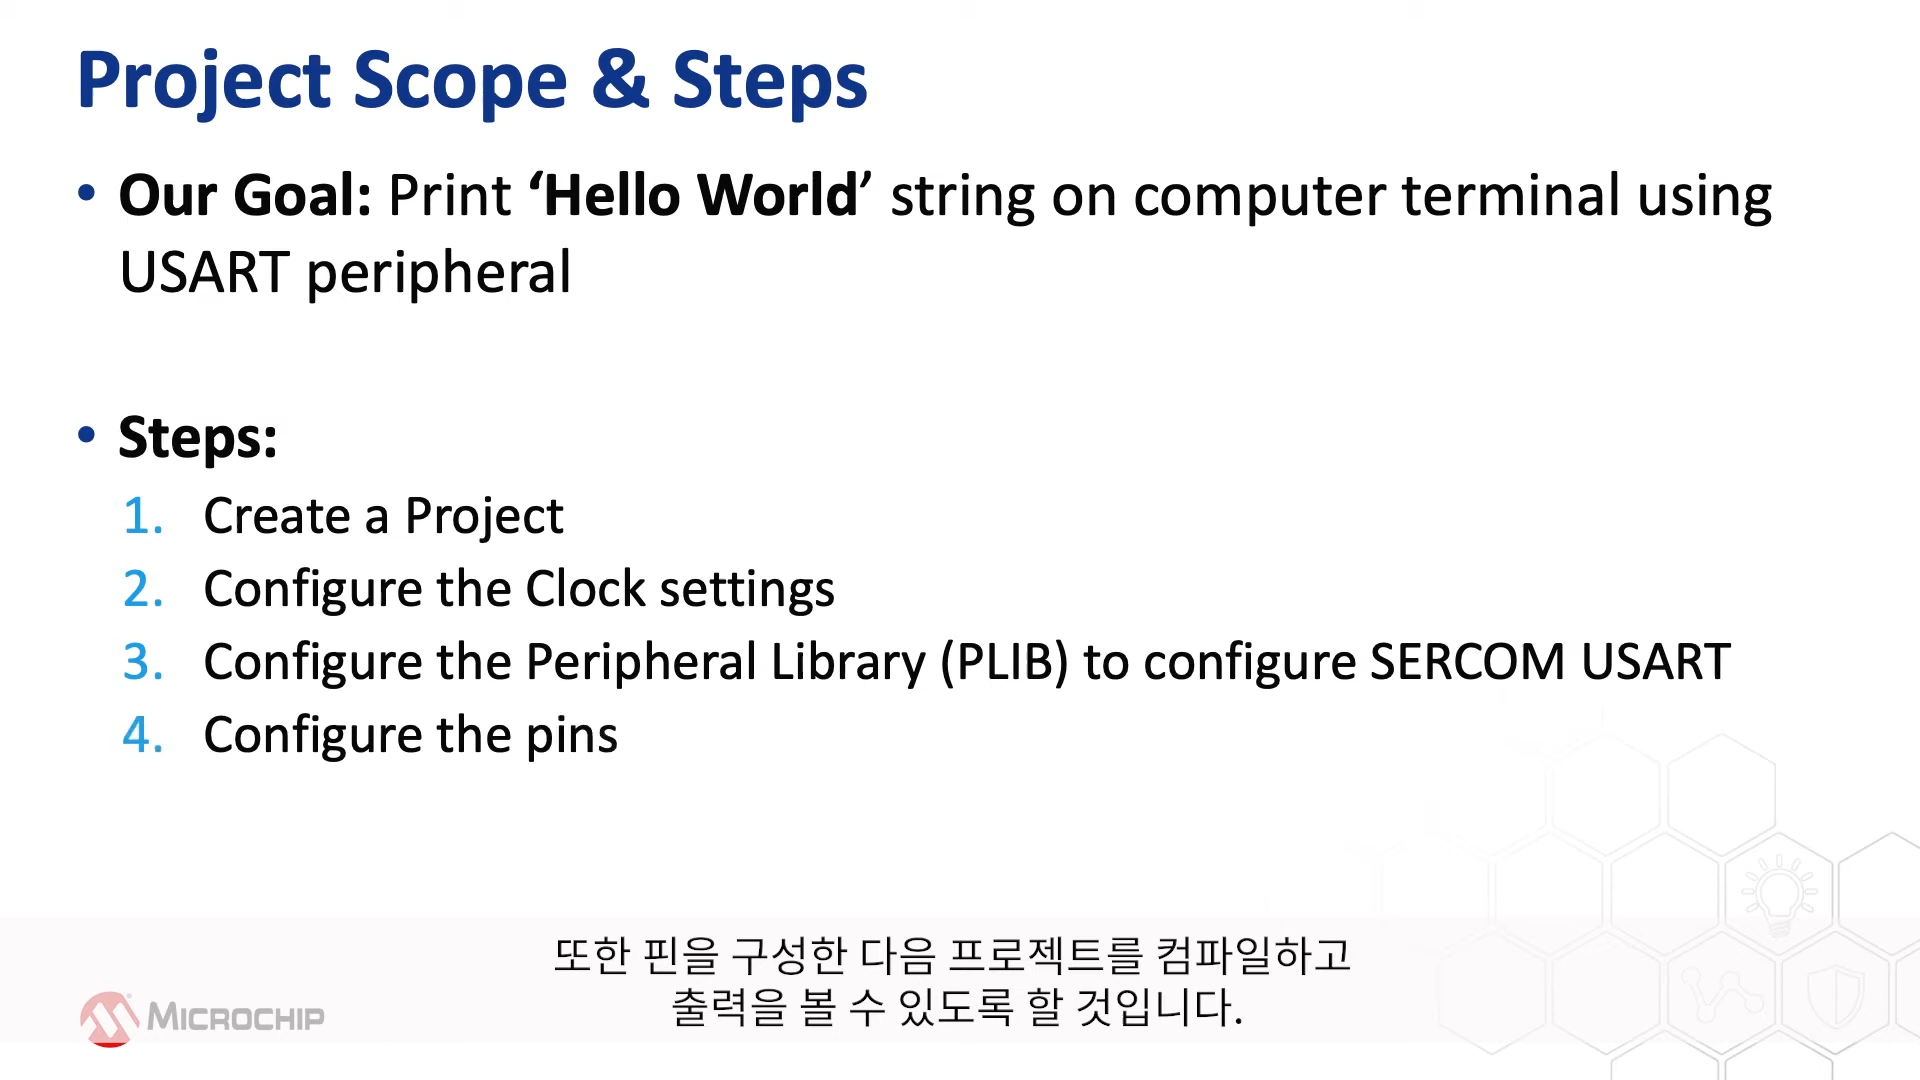 Project Scope & Steps
• Our Goal: Print ‘Hello World’ string on computer terminal using
USART peripheral
• Steps:
1. Create a Project
2. Configure the Clock settings
3. Configure the Peripheral Library (PLIB) to configure SERCOM USART
4. Configure the pins
또한 핀을 구성한 다음 프로젝트를 컴파일하고
출력을 볼 수 있도록 할 것입니다.
MICROCHIP